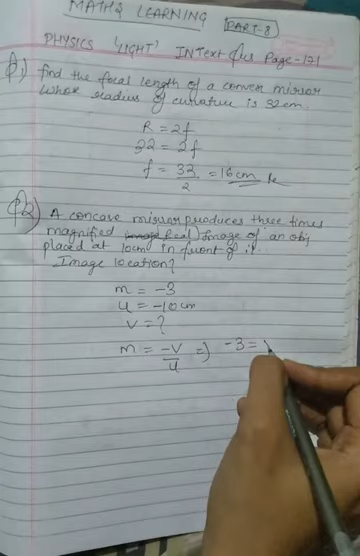 MATHS LEARNING PART-8
PHYSICS 'LIGHT' INText Qus Page-171
Q1) find the focal length of a convex mirror
whose radius of curvature is 32cm.
R = 2f
32 = 2f
f = 32/2 = 16cm
Q2) A concave mirror produces three times
magnified (real) image of an obj
placed at 10cm in front of it.
Image location?
m = -3
u = -10cm
v = ?
m = -v/u => -3 =